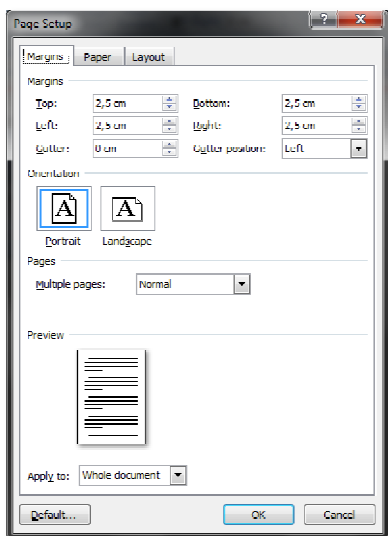 Page Setup
Margins Paper Layout
Margins
Top: 2,5 cm Bottom: 2,5 cm
Left: 2,5 cm Right: 2,5 cm
Gutter: 0 cm Gutter position: Left
Orientation
A A
Portrait Landscape
Pages
Multiple pages: Normal
Preview
Apply to: Whole document
Default... OK Cancel